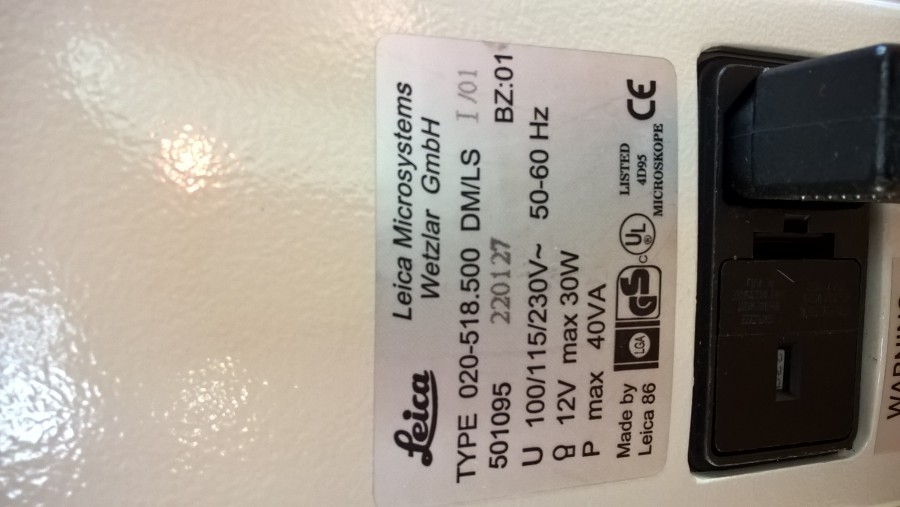 Leica
Leica Microsystems
Wetzlar GmbH
TYPE 020-518.500 DM/LS I/01
501095 220127 BZ:01
U 100/115/230V~ 50-60 Hz
12V max 30W
P max 40VA
Made by
Leica 86
LGA
GS
C UL ®
LISTED
4D95
MICROSKOPE
CE
WARNING